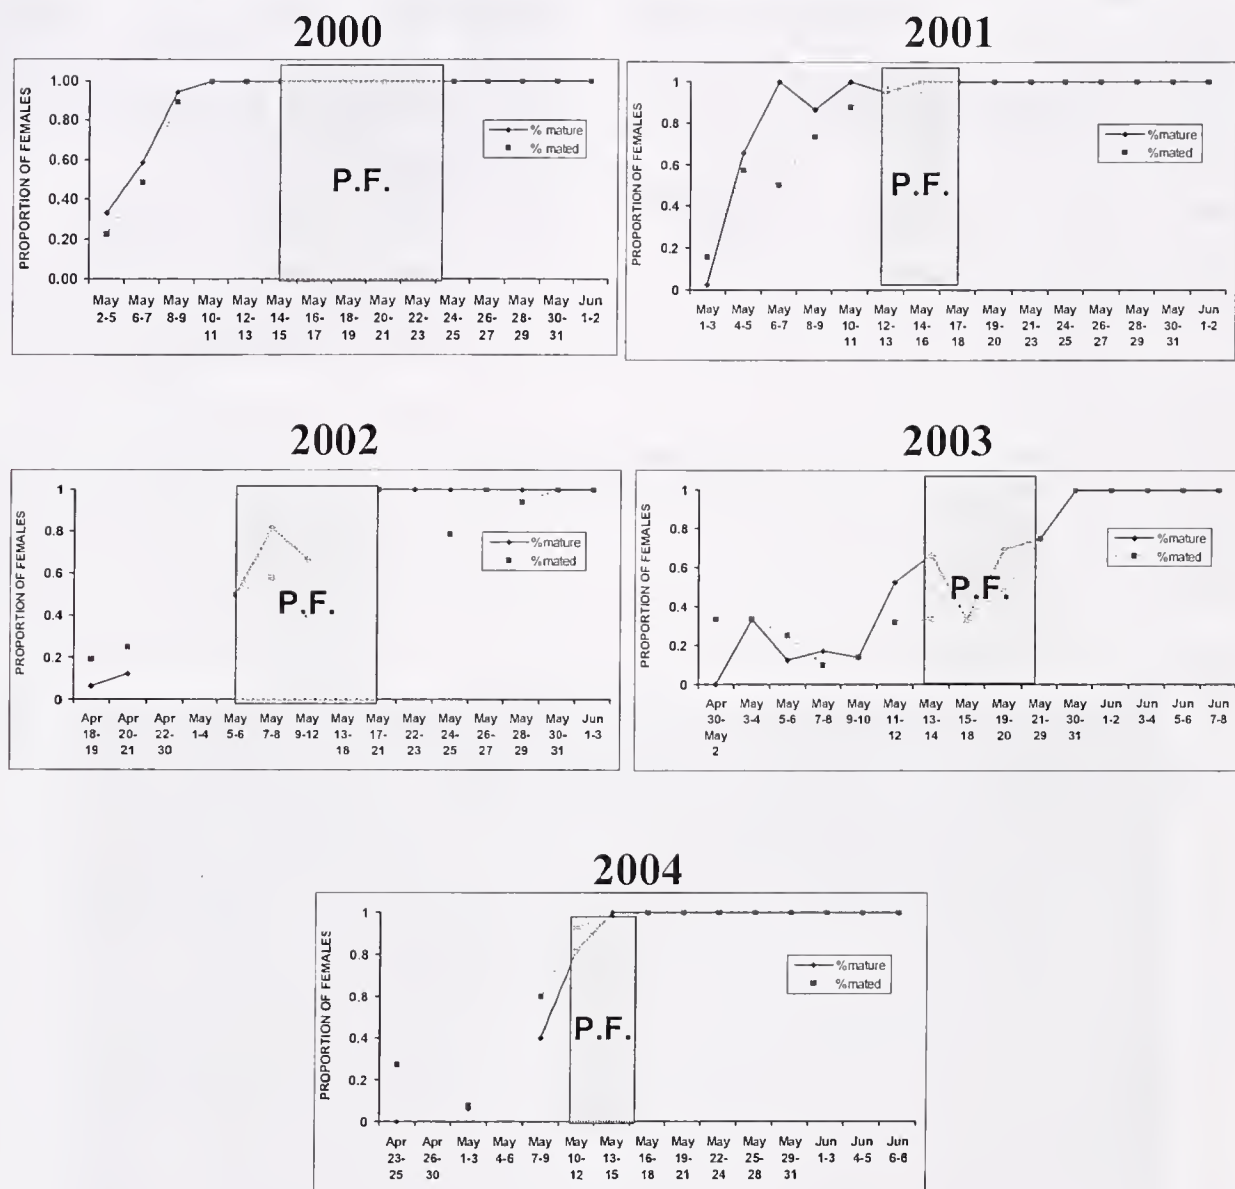 2000
PROPORTION OF FEMALES
1.00
0.80
0.60
0.40
0.20
0.00
% mature
% mated
P.F.
May May May May May May May May May May May May May May Jun
2-5 6-7 8-9 10- 12- 14- 16- 18- 20- 22- 24- 26- 28- 30- 1-2
11 13 15 17 19 21 23 25 27 29 31
2001
PROPORTION OF FEMALES
1
0.8
0.6
0.4
0.2
0
%mature
%mated
P.F.
May May May May May May May May May May May May May May Jun
1-3 4-5 6-7 8-9 10- 12- 14- 17- 19- 21- 24- 26- 28- 30- 1-2
11 13 16 18 20 23 25 27 29 31
2002
PROPORTION OF FEMALES
1
0.8
0.6
0.4
0.2
0
%mature
%mated
P.F.
Apr Apr Apr May May May May May May May May May May May Jun
18- 20- 22- 1-4 5-6 7-8 9-12 13- 17- 22- 24- 26- 28- 30- 1-3
19 21 30 18 21 23 25 27 29 31
2003
PROPORTION OF FEMALES
1
0.8
0.6
0.4
0.2
0
%mature
%mated
P.F.
Apr May May May May May May May May May May Jun Jun Jun Jun
30- 3-4 5-6 7-8 9-10 11- 13- 15- 19- 21- 30- 1-2 3-4 5-6 7-8
May 12 14 18 20 29 31
2
2004
PROPORTION OF FEMALES
1
0.8
0.6
0.4
0.2
0
%mature
%mated
P.F.
Apr Apr May May May May May May May May May May Jun Jun Jun
23- 26- 1-3 4-6 7-9 10- 13- 16- 19- 22- 25- 29- 1-3 4-5 6-8
25 30 12 15 18 21 24 28 31